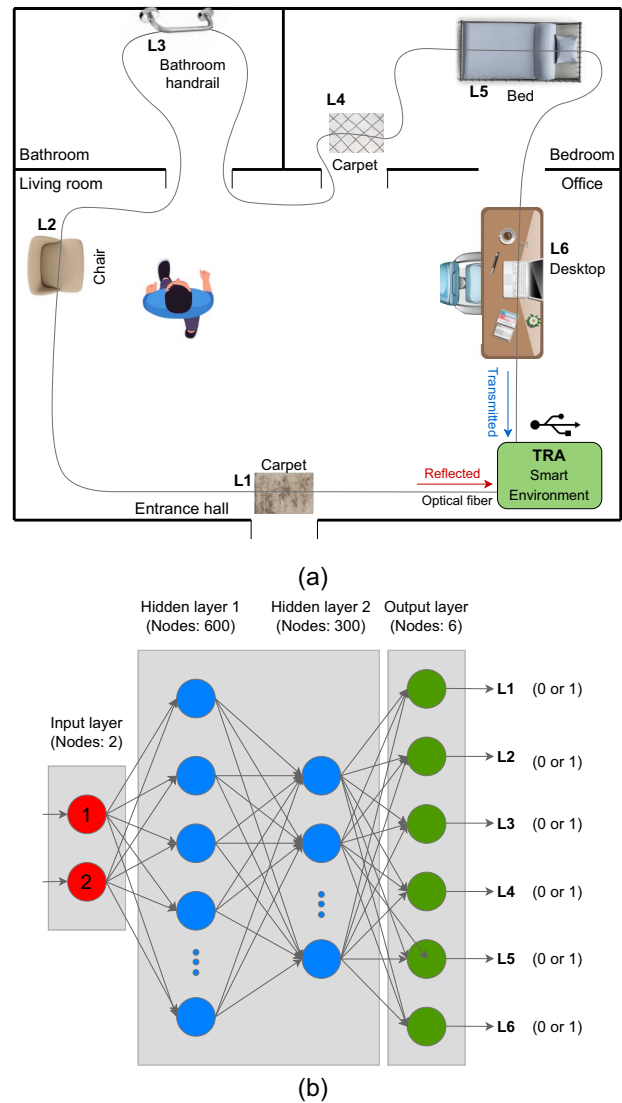 L3
Bathroom
handrail
L4
Carpet
L5
Bed
Bathroom
Living room
Bedroom
Office
L2
Chair
L6
Desktop
Transmitted
TRA
Smart
Environment
Reflected
Optical fiber
Carpet
L1
Entrance hall
(a)
Hidden layer 1
(Nodes: 600)
Hidden layer 2
(Nodes: 300)
Output layer
(Nodes: 6)
Input layer
(Nodes: 2)
1
2
L1 (0 or 1)
L2 (0 or 1)
L3 (0 or 1)
L4 (0 or 1)
L5 (0 or 1)
L6 (0 or 1)
(b)